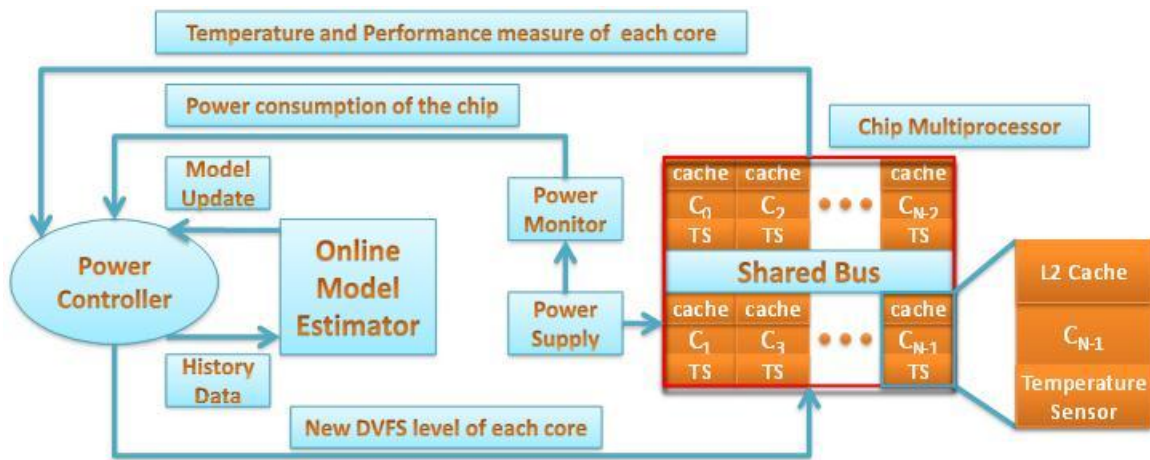 Temperature and Performance measure of each core
Power consumption of the chip
Chip Multiprocessor
Model
Update
Power
Monitor
cache cache cache
C0 C2 ••• CN-2
TS TS TS
Power
Controller
Online
Model
Estimator
Shared Bus
L2 Cache
Power
Supply
cache cache cache
C1 C3 ••• CN-1
TS TS TS
CN-1
History
Data
Temperature
Sensor
New DVFS level of each core